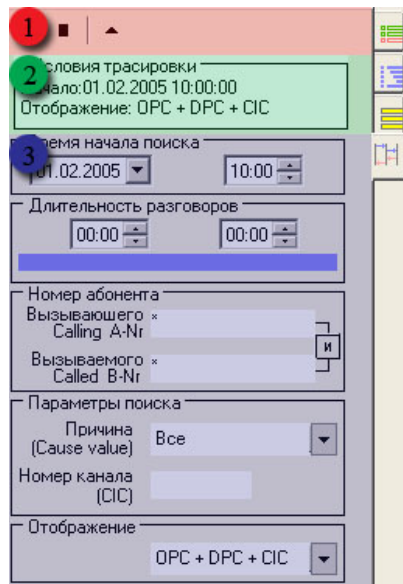 1
2
Условия трасировки
Начало:01.02.2005 10:00:00
Отображение: OPC + DPC + CIC
3
Время начала поиска
01.02.2005 10:00
Длительность разговоров
00:00 00:00
Номер абонента
Вызываюшего *
Calling A-Nr
и
Вызываемого *
Called B-Nr
Параметры поиска
Причина
(Cause value) Все
Номер канала
(CIC)
Отображение
OPC + DPC + CIC